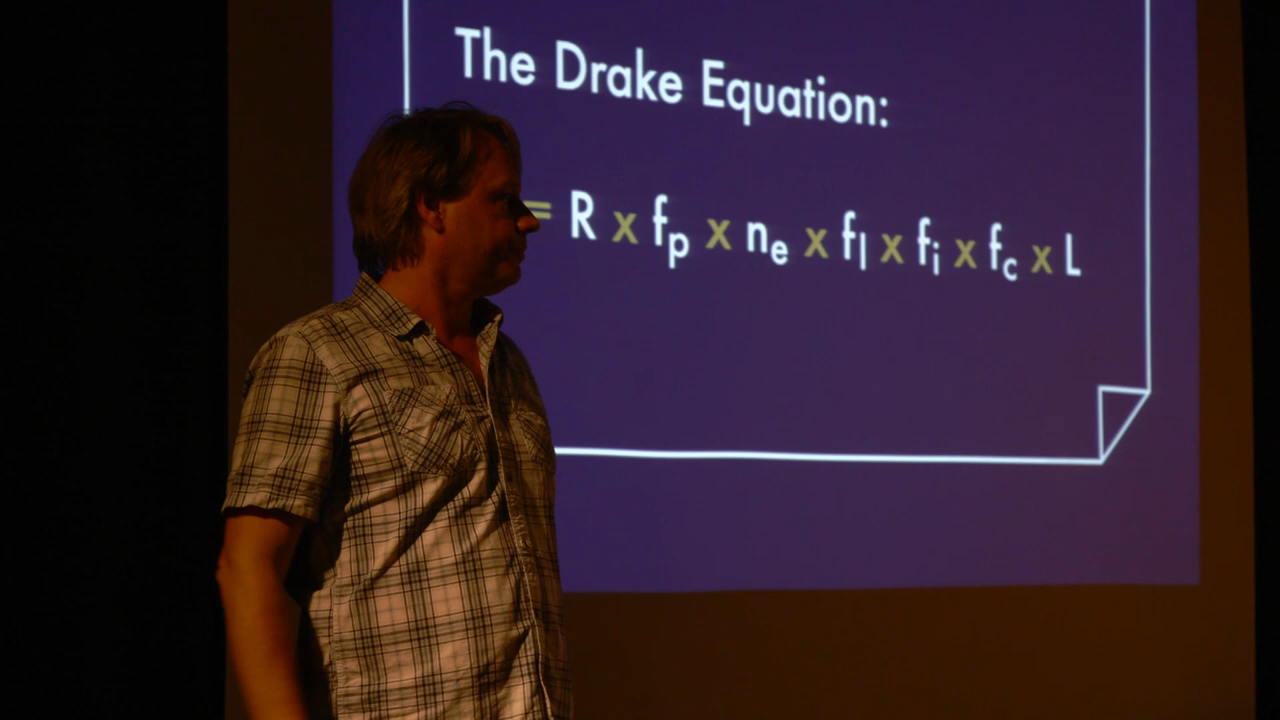 The Drake Equation:
= R x fp x ne x fl x fi x fc x L